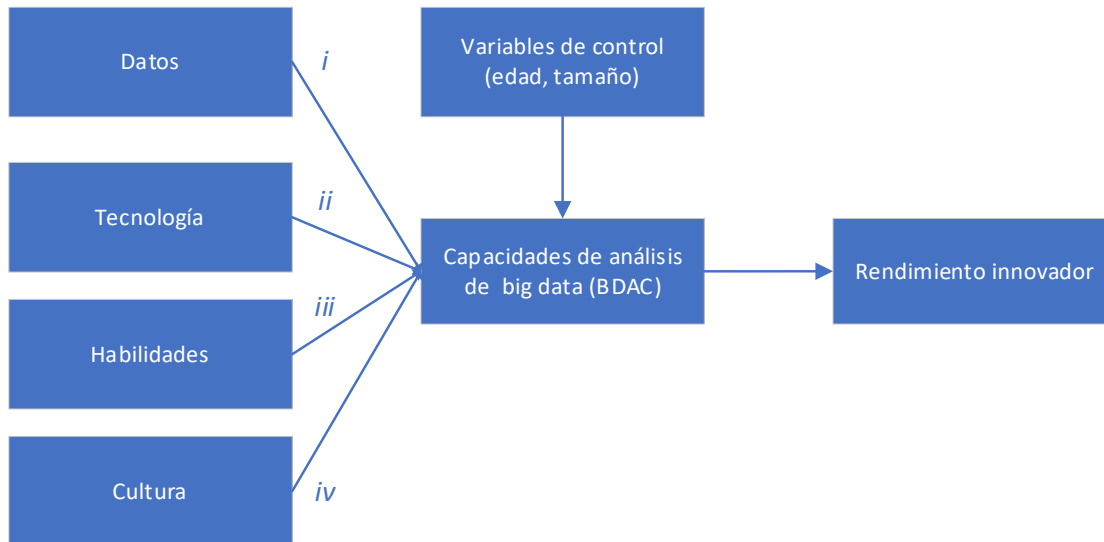 Datos
i
Variables de control
(edad, tamaño)
Tecnología
ii
Capacidades de análisis
de big data (BDAC)
Rendimiento innovador
iii
Habilidades
Cultura
iv